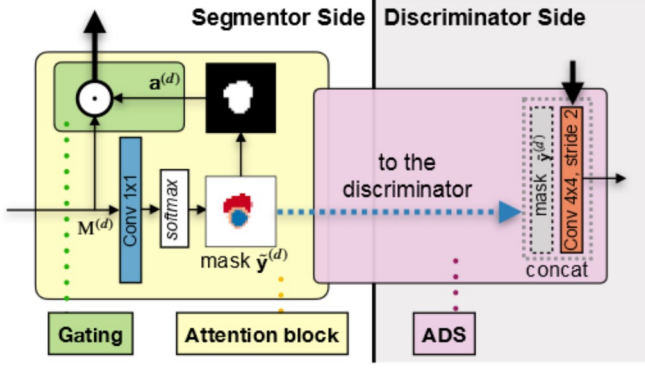 Segmentor Side
Discriminator Side
a^(d)
M^(d)
Conv 1x1
softmax
mask ỹ^(d)
to the
discriminator
mask ỹ^(d)
Conv 4x4, stride 2
concat
Gating
Attention block
ADS